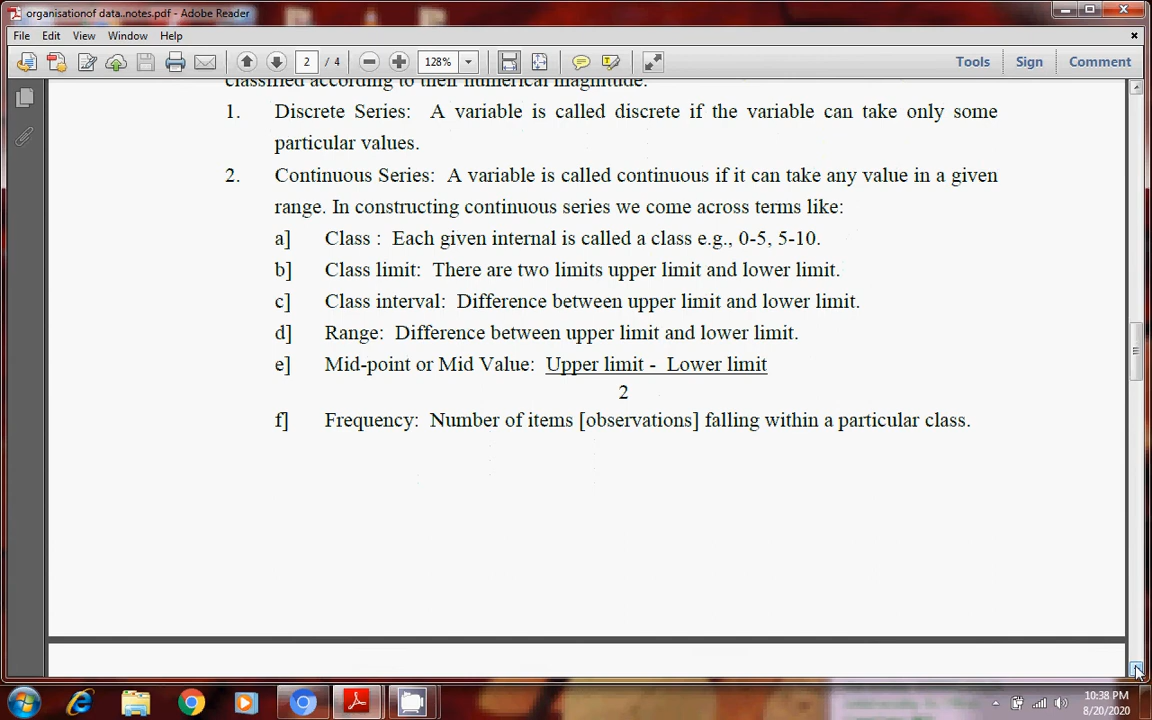 organisationof data..notes.pdf - Adobe Reader
File Edit View Window Help
2 / 4 128% Tools Sign Comment
classified according to their numerical magnitude.
1. Discrete Series: A variable is called discrete if the variable can take only some
particular values.
2. Continuous Series: A variable is called continuous if it can take any value in a given
range. In constructing continuous series we come across terms like:
a] Class : Each given internal is called a class e.g., 0-5, 5-10.
b] Class limit: There are two limits upper limit and lower limit.
c] Class interval: Difference between upper limit and lower limit.
d] Range: Difference between upper limit and lower limit.
e] Mid-point or Mid Value: Upper limit - Lower limit
2
f] Frequency: Number of items [observations] falling within a particular class.
10:38 PM
8/20/2020